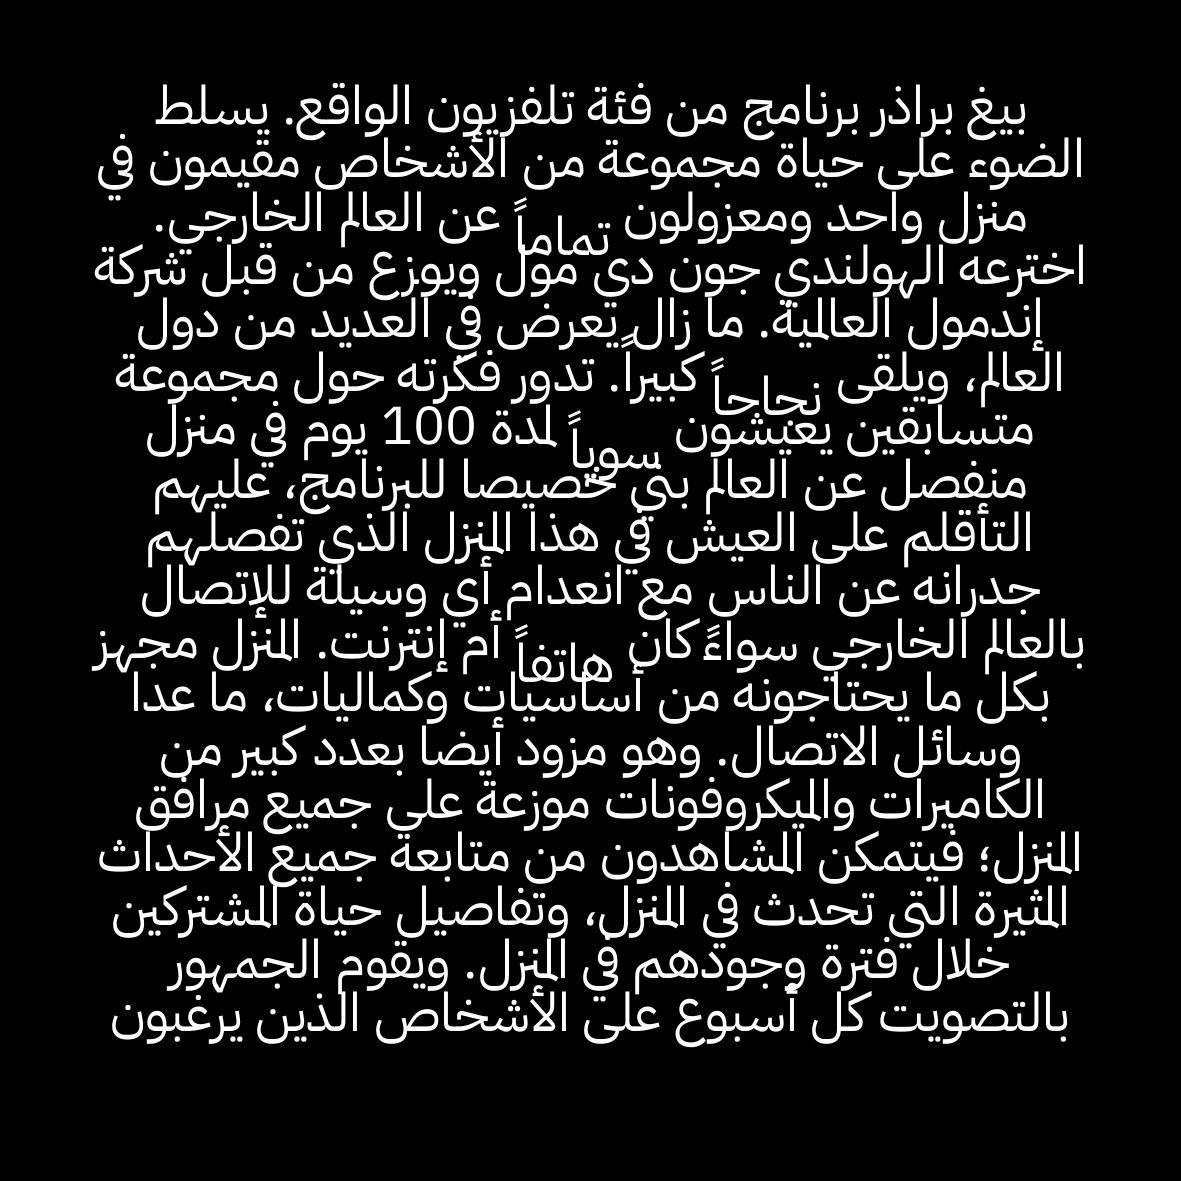 بيغ براذر برنامج من فئة تلفزيون الواقع. يسلط
الضوء على حياة مجموعة من الأشخاص مقيمون في
منزل واحد ومعزولون تماماً عن العالم الخارجي.
اخترعه الهولندي جون دي مول ويوزع من قبل شركة
إندمول العالمية. ما زال يعرض في العديد من دول
العالم، ويلقى نجاحاً كبيراً. تدور فكرته حول مجموعة
متسابقين يعيشون سوياً لمدة 100 يوم في منزل
منفصل عن العالم بني خصيصا للبرنامج، عليهم
التأقلم على العيش في هذا المنزل الذي تفصلهم
جدرانه عن الناس مع انعدام أي وسيلة للإتصال
بالعالم الخارجي سواءً كان هاتفاً أم إنترنت. المنزل مجهز
بكل ما يحتاجونه من أساسيات وكماليات، ما عدا
وسائل الاتصال. وهو مزود أيضا بعدد كبير من
الكاميرات والميكروفونات موزعة على جميع مرافق
المنزل؛ فيتمكن المشاهدون من متابعة جميع الأحداث
المثيرة التي تحدث في المنزل، وتفاصيل حياة المشتركين
خلال فترة وجودهم في المنزل. ويقوم الجمهور
بالتصويت كل أسبوع على الأشخاص الذين يرغبون